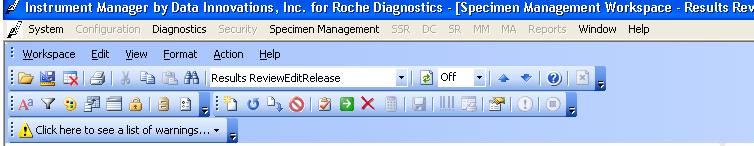 Instrument Manager by Data Innovations, Inc. for Roche Diagnostics - [Specimen Management Workspace - Results Rev
System Configuration Diagnostics Security Specimen Management SSR DC SR MM MA Reports Window Help
Workspace Edit View Format Action Help
Results ReviewEditRelease Off
Click here to see a list of warnings...